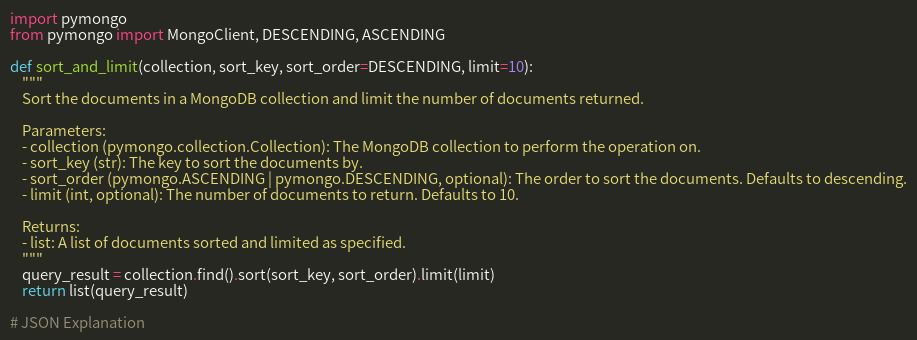 import pymongo
from pymongo import MongoClient, DESCENDING, ASCENDING

def sort_and_limit(collection, sort_key, sort_order=DESCENDING, limit=10):
    """
    Sort the documents in a MongoDB collection and limit the number of documents returned.

    Parameters:
    - collection (pymongo.collection.Collection): The MongoDB collection to perform the operation on.
    - sort_key (str): The key to sort the documents by.
    - sort_order (pymongo.ASCENDING | pymongo.DESCENDING, optional): The order to sort the documents. Defaults to descending.
    - limit (int, optional): The number of documents to return. Defaults to 10.

    Returns:
    - list: A list of documents sorted and limited as specified.
    """
    query_result = collection.find().sort(sort_key, sort_order).limit(limit)
    return list(query_result)

# JSON Explanation